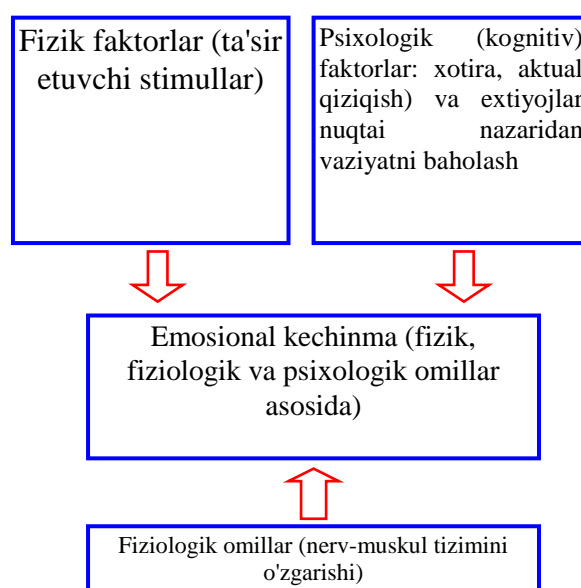 Fizik faktorlar (ta'sir
etuvchi stimullar)
Psixologik (kognitiv)
faktorlar: xotira, aktual
qiziqish) va extiyojlar
nuqtai nazaridan
vaziyatni baholash
Emosional kechinma (fizik,
fiziologik va psixologik omillar
asosida)
Fiziologik omillar (nerv-muskul tizimini
o'zgarishi)